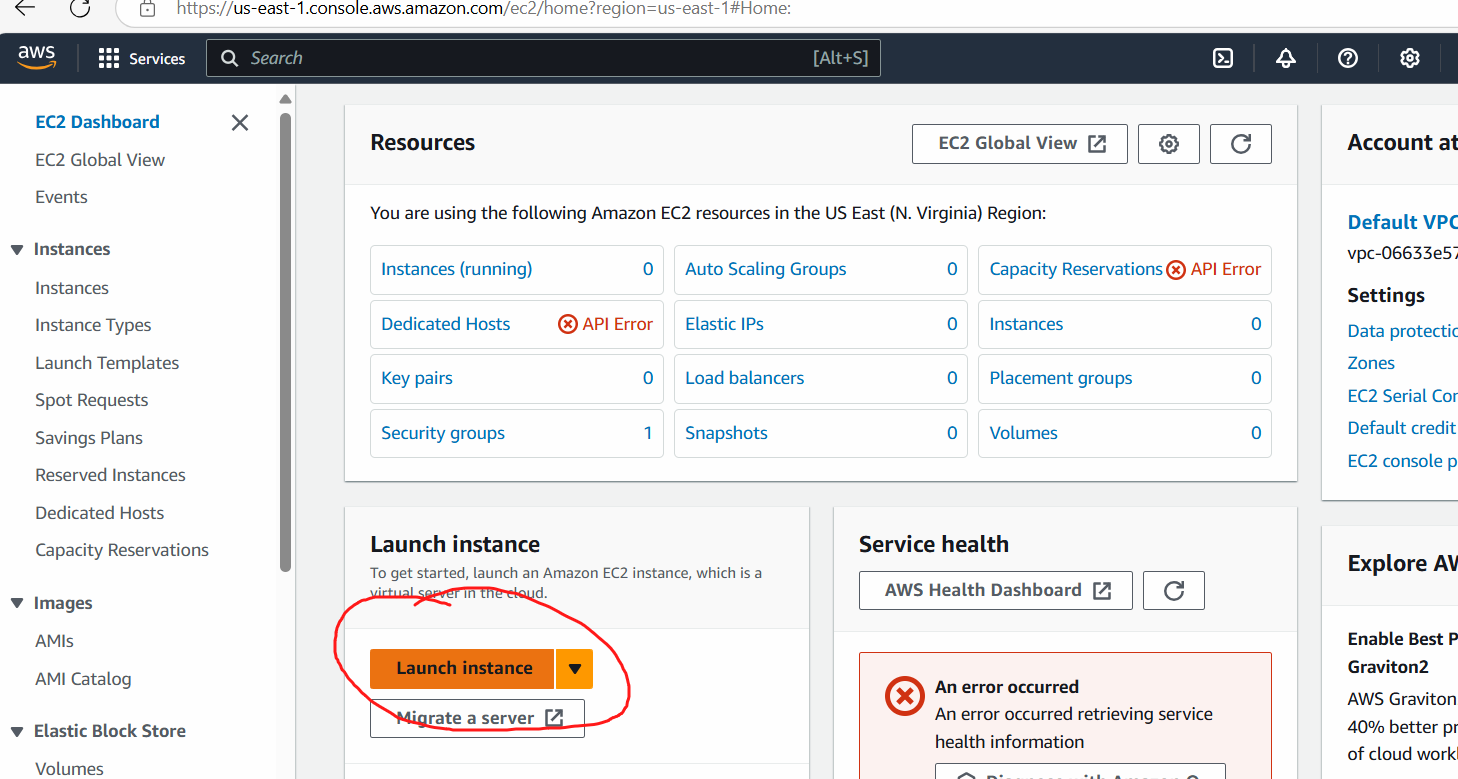 https://us-east-1.console.aws.amazon.com/ec2/home?region=us-east-1#Home:
aws
Services
Search
[Alt+S]
EC2 Dashboard
EC2 Global View
Events
Instances
Instances
Instance Types
Launch Templates
Spot Requests
Savings Plans
Reserved Instances
Dedicated Hosts
Capacity Reservations
Images
AMIs
AMI Catalog
Elastic Block Store
Volumes
Resources
EC2 Global View
You are using the following Amazon EC2 resources in the US East (N. Virginia) Region:
Instances (running) 0
Auto Scaling Groups 0
Capacity Reservations API Error
Dedicated Hosts API Error
Elastic IPs 0
Instances 0
Key pairs 0
Load balancers 0
Placement groups 0
Security groups 1
Snapshots 0
Volumes 0
Launch instance
To get started, launch an Amazon EC2 instance, which is a
virtual server in the cloud.
Launch instance
Migrate a server
Service health
AWS Health Dashboard
An error occurred
An error occurred retrieving service
health information
Diagnose with Amazon Q
Account at
Default VPC
vpc-06633e57
Settings
Data protectio
Zones
EC2 Serial Con
Default credit
EC2 console p
Explore AW
Enable Best P
Graviton2
AWS Graviton
40% better pr
of cloud workl